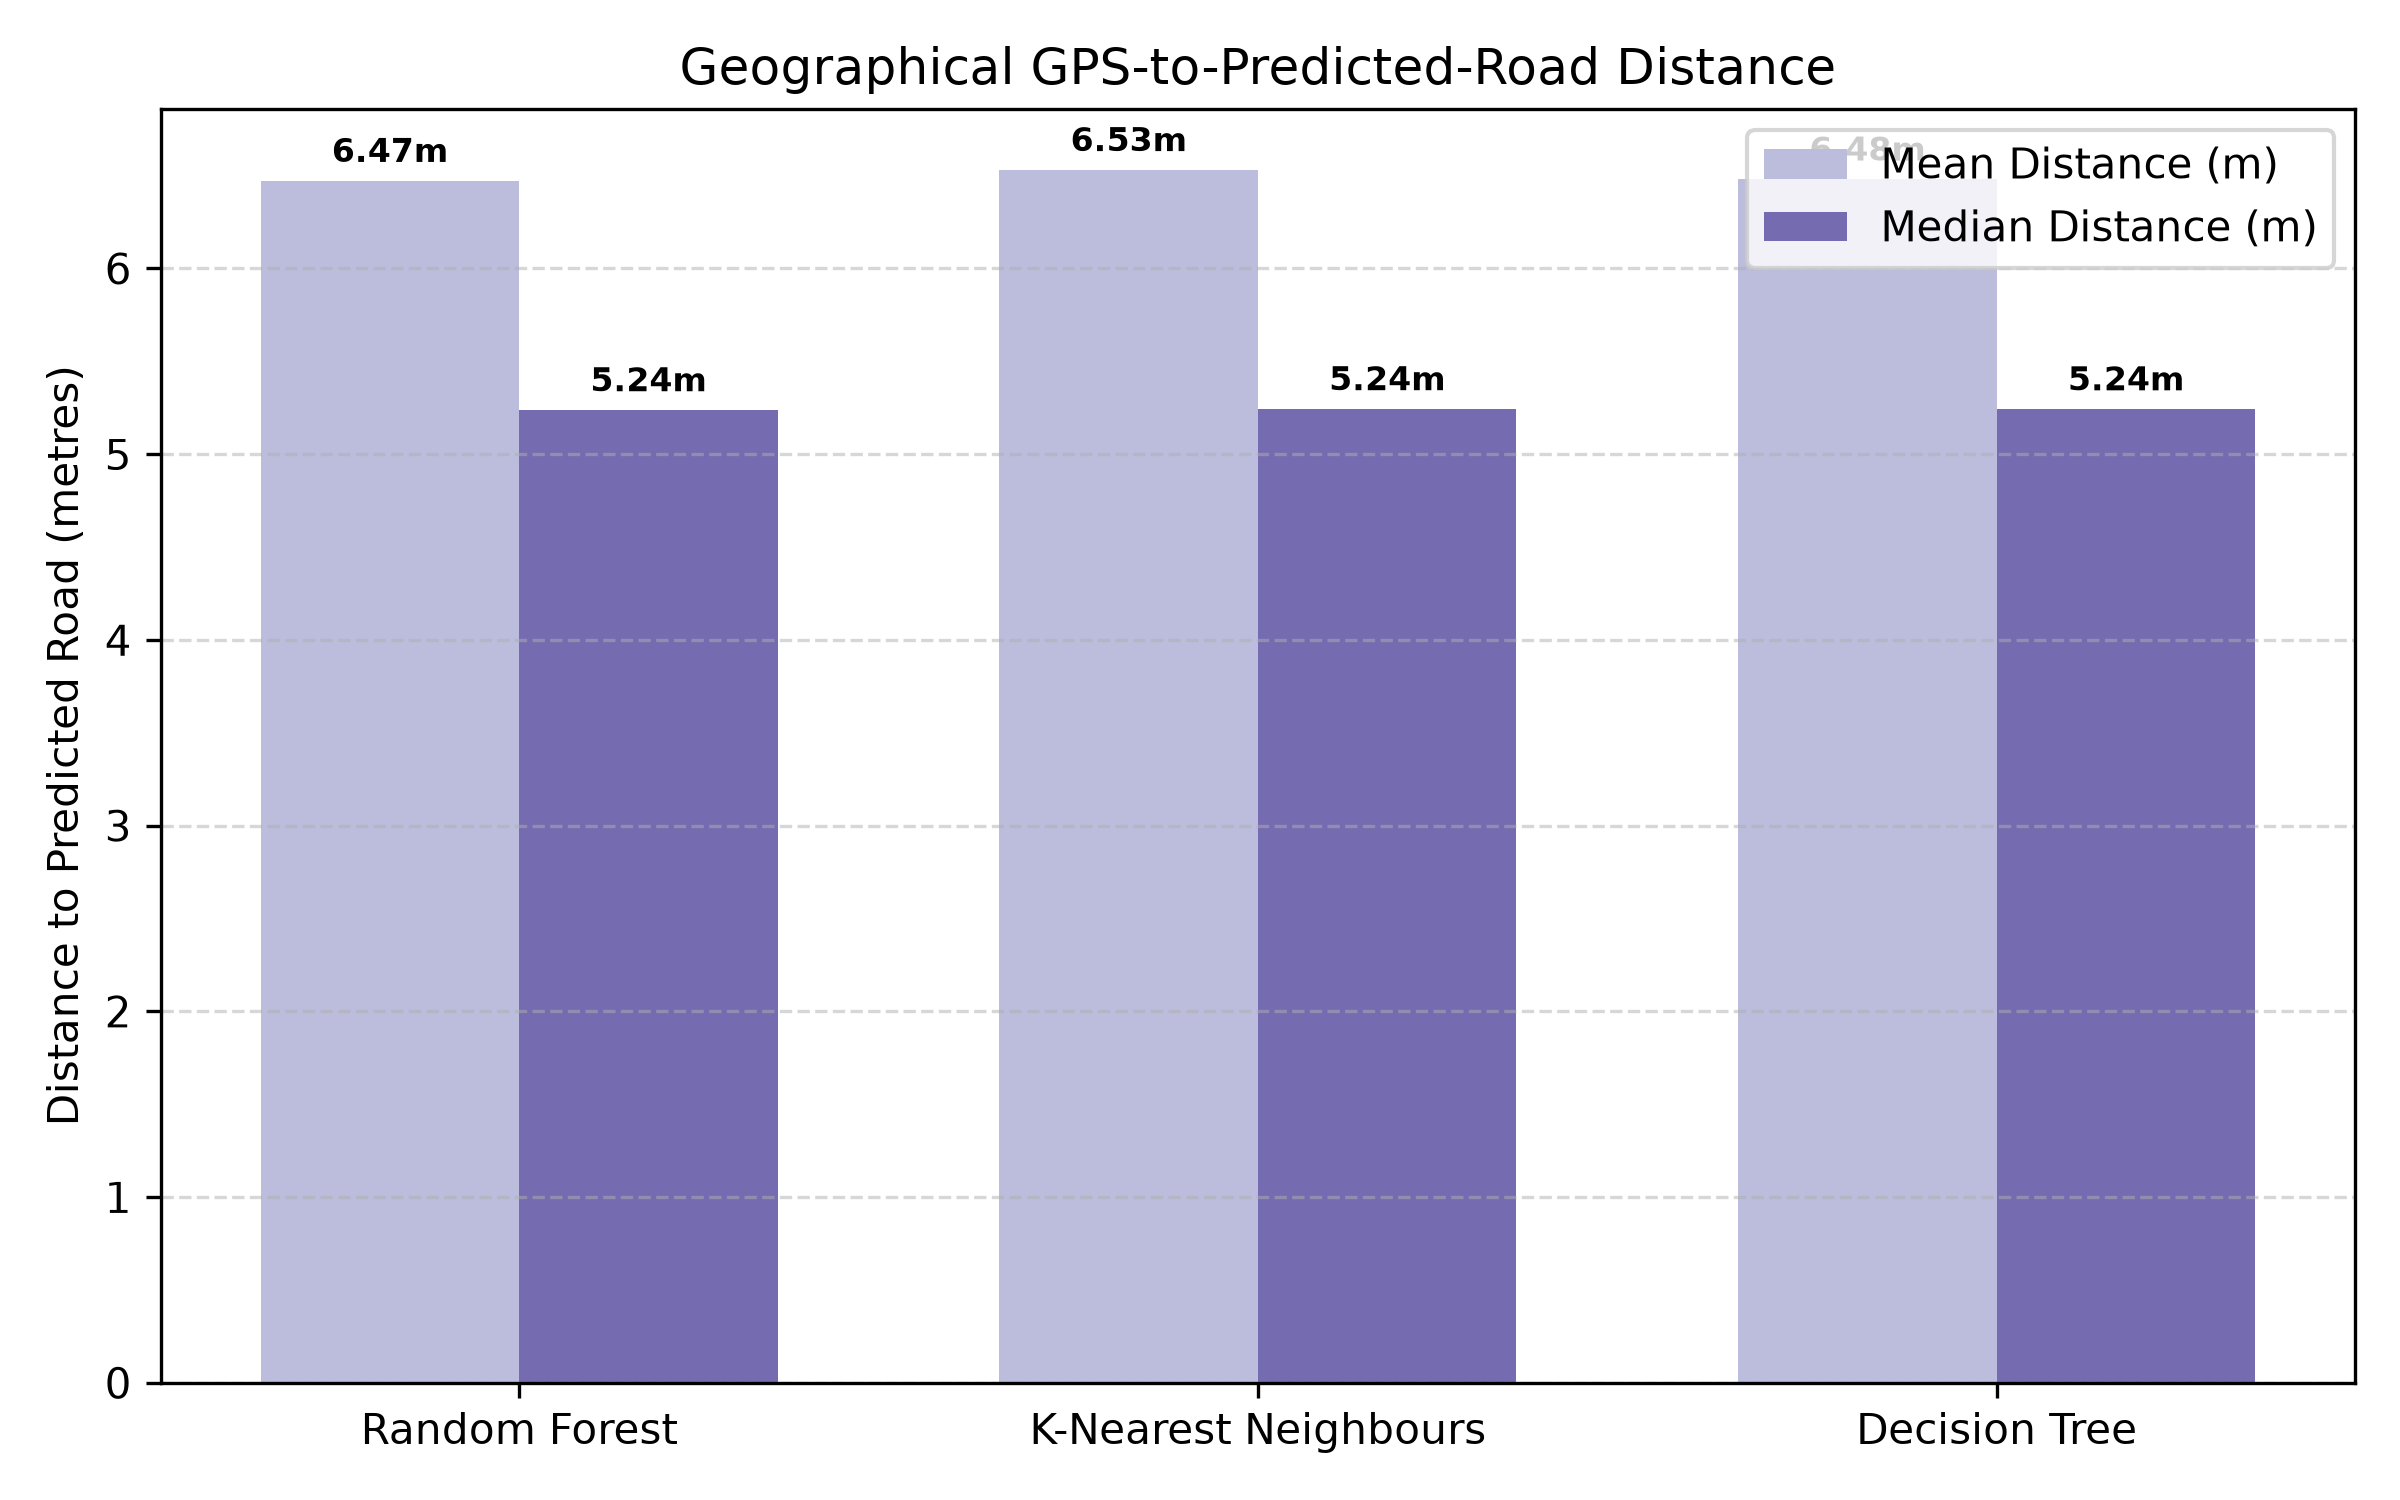 Geographical GPS-to-Predicted-Road Distance
6.47m
6.53m
6.48m
Mean Distance (m)
Median Distance (m)
5.24m
5.24m
5.24m
Distance to Predicted Road (metres)
6
5
4
3
2
1
0
Random Forest
K-Nearest Neighbours
Decision Tree